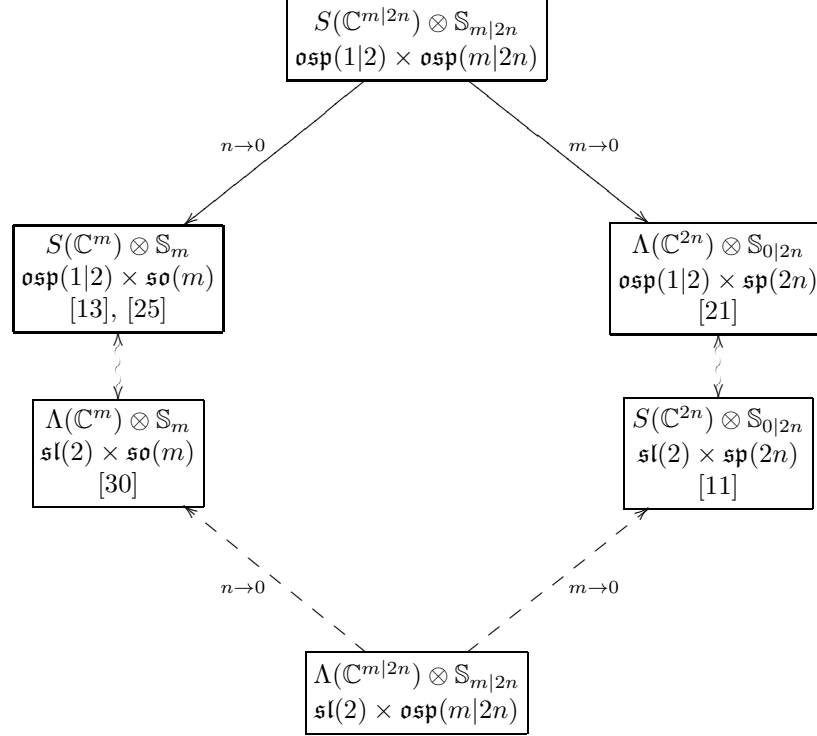 S(ℂ^{m|2n}) ⊗ 𝕊_{m|2n}
𝔬𝔰𝔭(1|2) × 𝔬𝔰𝔭(m|2n)
n→0
m→0
S(ℂ^m) ⊗ 𝕊_m
𝔬𝔰𝔭(1|2) × 𝔰𝔬(m)
[13], [25]
Λ(ℂ^{2n}) ⊗ 𝕊_{0|2n}
𝔬𝔰𝔭(1|2) × 𝔰𝔭(2n)
[21]
Λ(ℂ^m) ⊗ 𝕊_m
𝔰𝔩(2) × 𝔰𝔬(m)
[30]
S(ℂ^{2n}) ⊗ 𝕊_{0|2n}
𝔰𝔩(2) × 𝔰𝔭(2n)
[11]
n→0
m→0
Λ(ℂ^{m|2n}) ⊗ 𝕊_{m|2n}
𝔰𝔩(2) × 𝔬𝔰𝔭(m|2n)